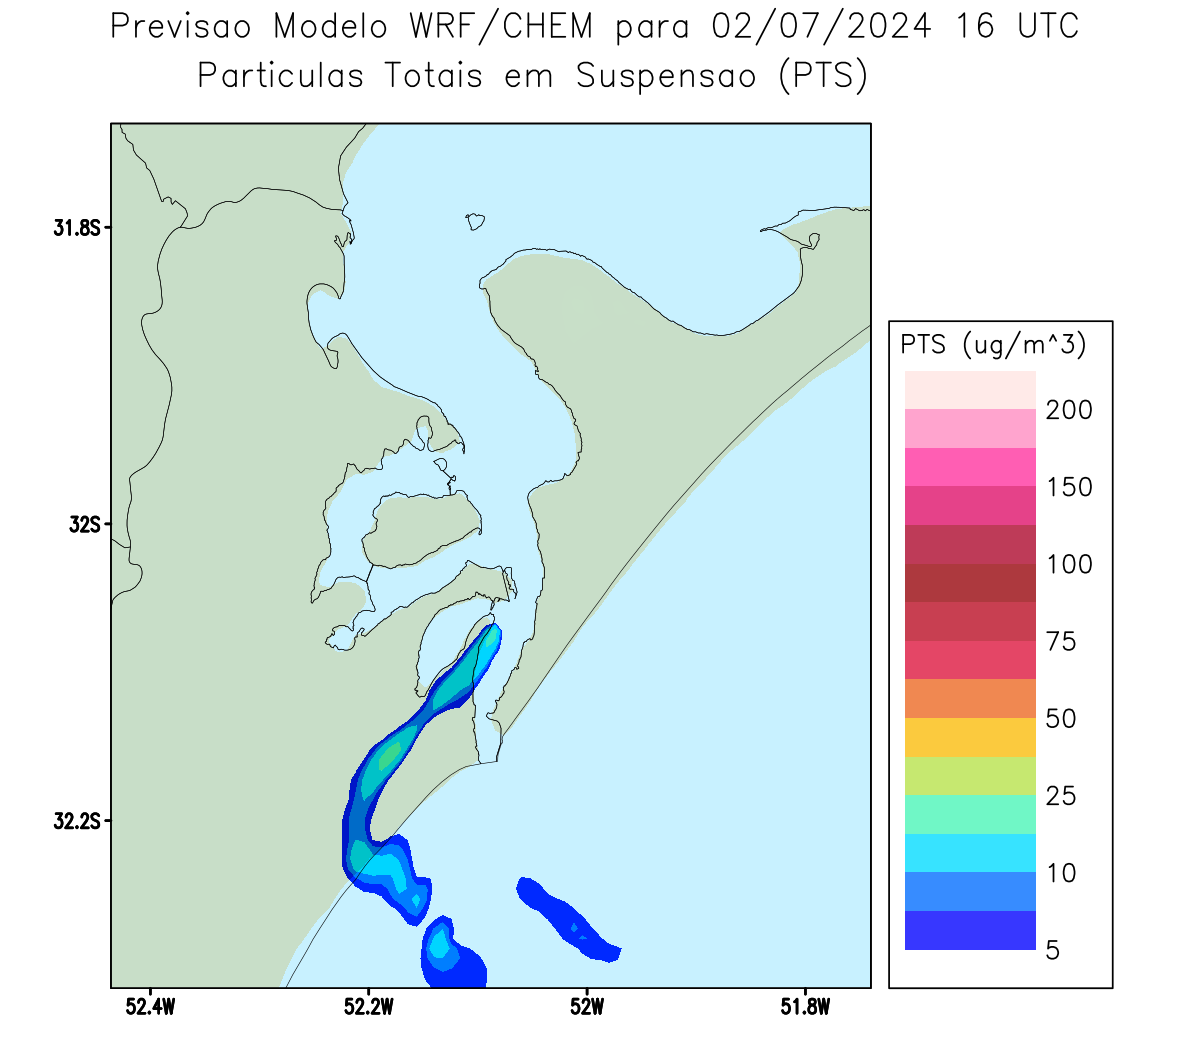 Previsao Modelo WRF/CHEM para 02/07/2024 16 UTC
Particulas Totais em Suspensao (PTS)
31.8S
32S
32.2S
52.4W
52.2W
52W
51.8W
PTS (ug/m^3)
200
150
100
75
50
25
10
5